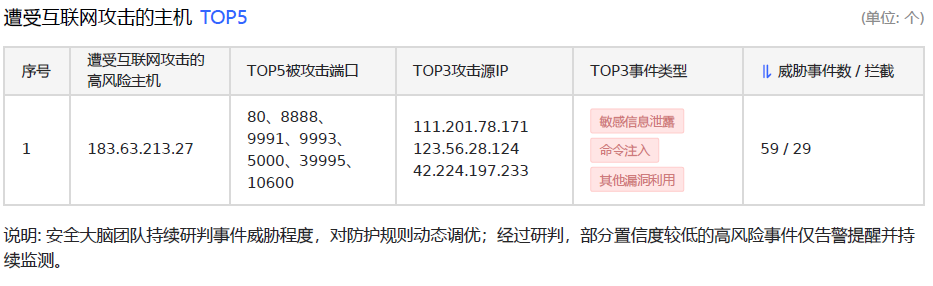 遭受互联网攻击的主机 TOP5
(单位: 个)
序号
遭受互联网攻击的
高风险主机
TOP5被攻击端口
TOP3攻击源IP
TOP3事件类型
威胁事件数 / 拦截
1
183.63.213.27
80、8888、
9991、9993、
5000、39995、
10600
111.201.78.171
123.56.28.124
42.224.197.233
敏感信息泄露
命令注入
其他漏洞利用
59 / 29
说明: 安全大脑团队持续研判事件威胁程度，对防护规则动态调优；经过研判，部分置信度较低的高风险事件仅告警提醒并持
续监测。